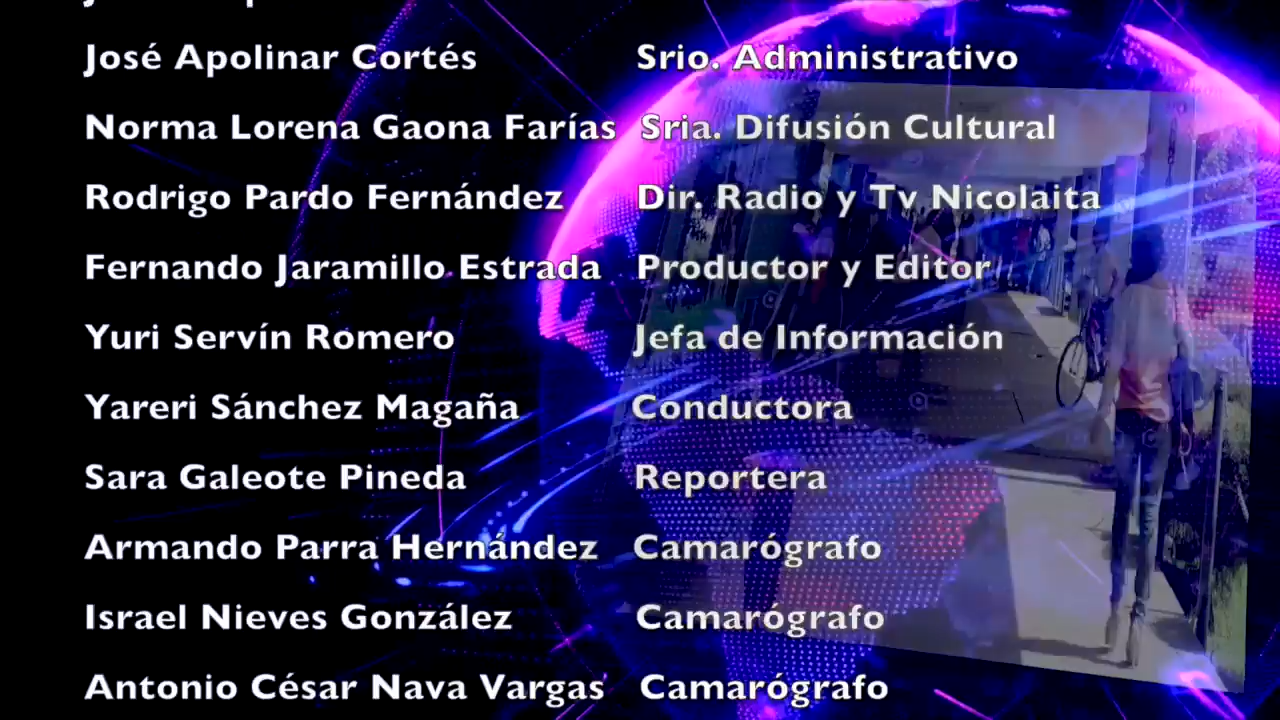 José Apolinar Cortés Srio. Administrativo
Norma Lorena Gaona Farías Sria. Difusión Cultural
Rodrigo Pardo Fernández Dir. Radio y Tv Nicolaita
Fernando Jaramillo Estrada Productor y Editor
Yuri Servín Romero Jefa de Información
Yareri Sánchez Magaña Conductora
Sara Galeote Pineda Reportera
Armando Parra Hernández Camarógrafo
Israel Nieves González Camarógrafo
Antonio César Nava Vargas Camarógrafo